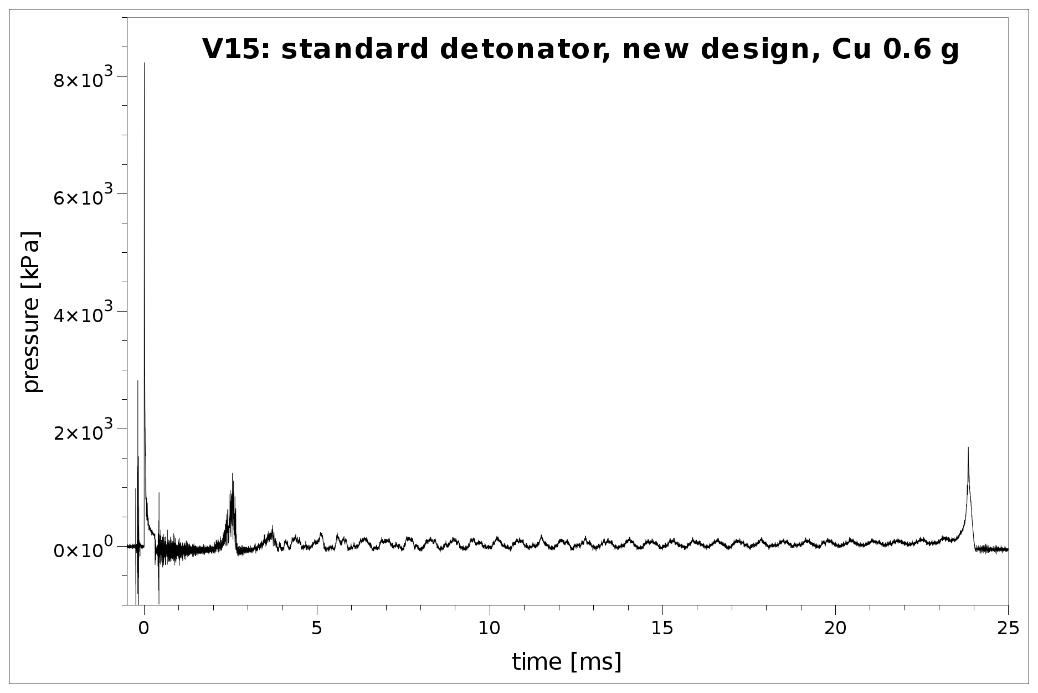 V15: standard detonator, new design, Cu 0.6 g
8×10³
6×10³
4×10³
2×10³
0×10⁰
pressure [kPa]
0 5 10 15 20 25
time [ms]